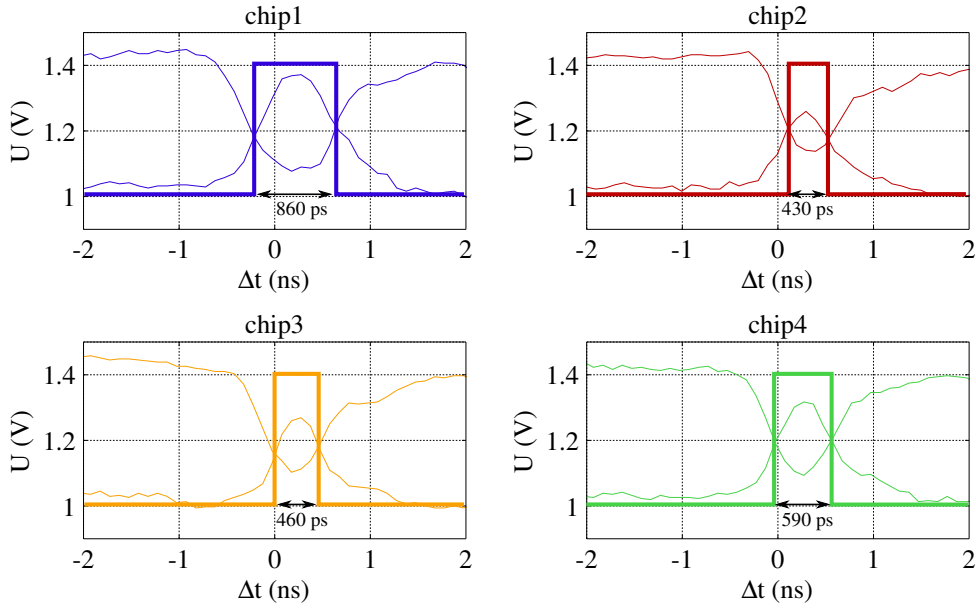 chip1
U (V)
1.4
1.2
1
860 ps
-2 -1 0 1 2
Δt (ns)
chip2
U (V)
1.4
1.2
1
430 ps
-2 -1 0 1 2
Δt (ns)
chip3
U (V)
1.4
1.2
1
460 ps
-2 -1 0 1 2
Δt (ns)
chip4
U (V)
1.4
1.2
1
590 ps
-2 -1 0 1 2
Δt (ns)